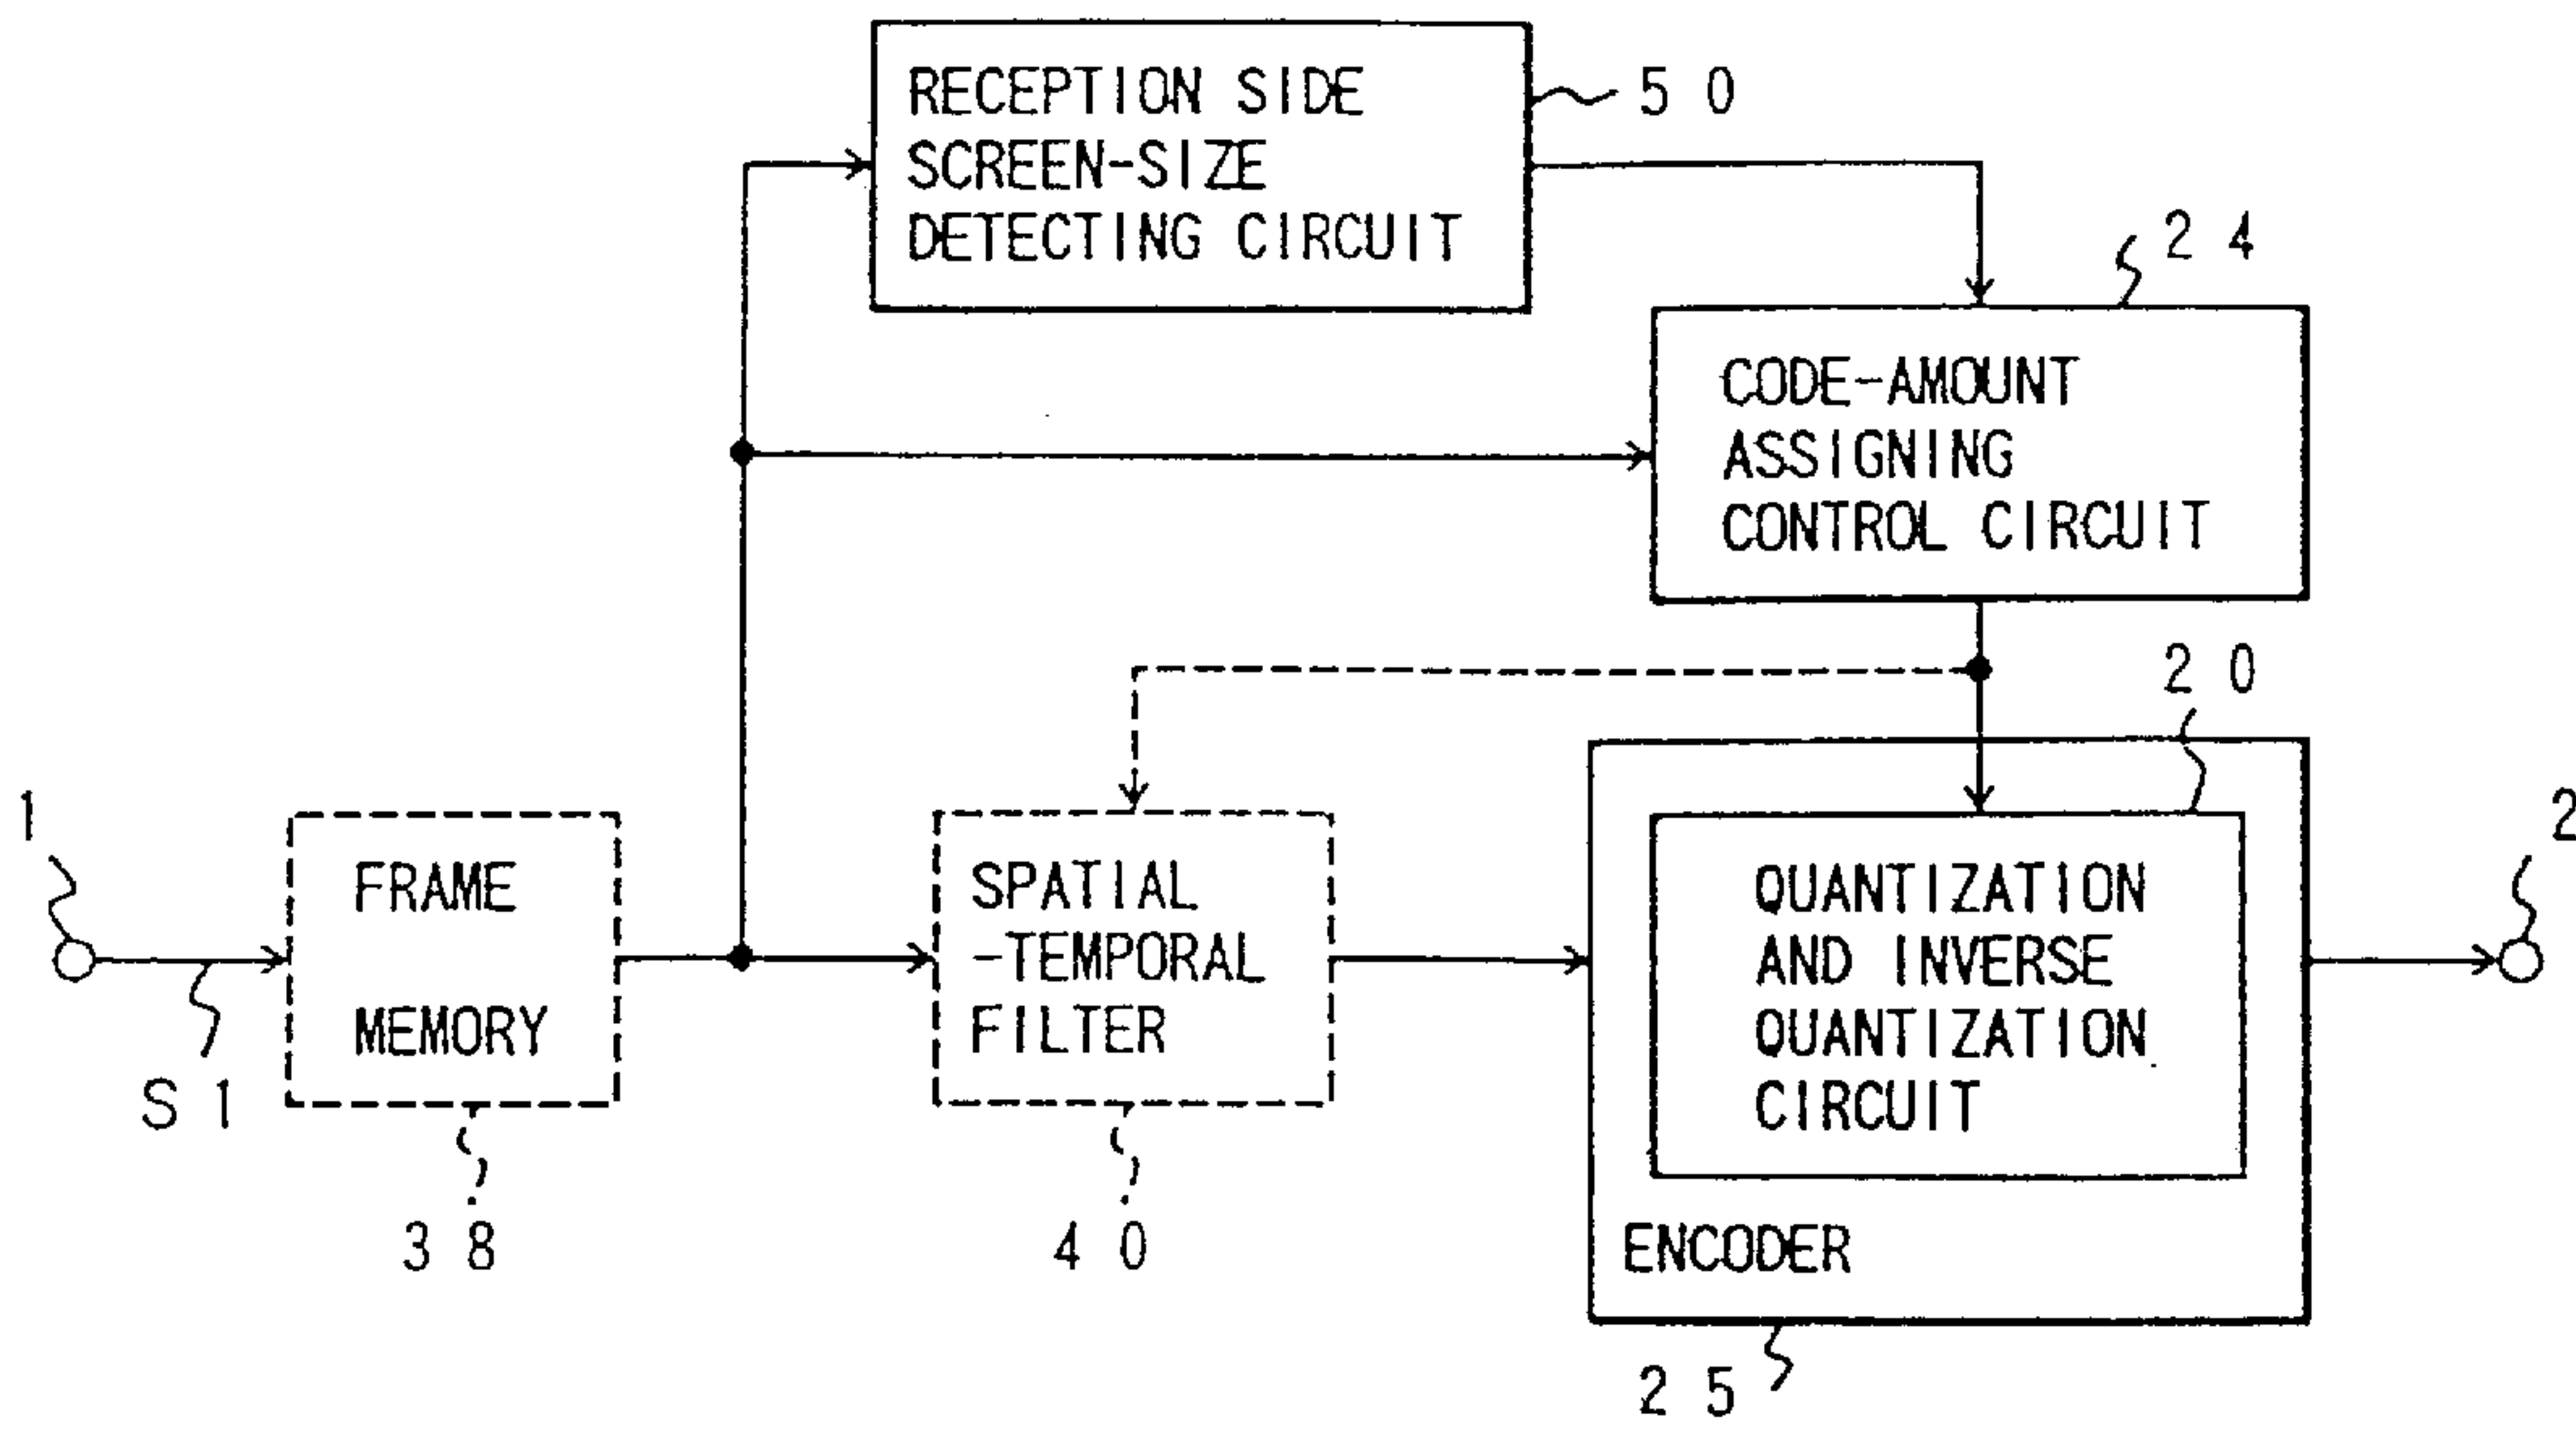 RECEPTION SIDE
SCREEN-SIZE
DETECTING CIRCUIT
50
24
CODE-AMOUNT
ASSIGNING
CONTROL CIRCUIT
20
1
FRAME
MEMORY
S1
38
SPATIAL
-TEMPORAL
FILTER
40
QUANTIZATION
AND INVERSE
QUANTIZATION
CIRCUIT
ENCODER
25
2